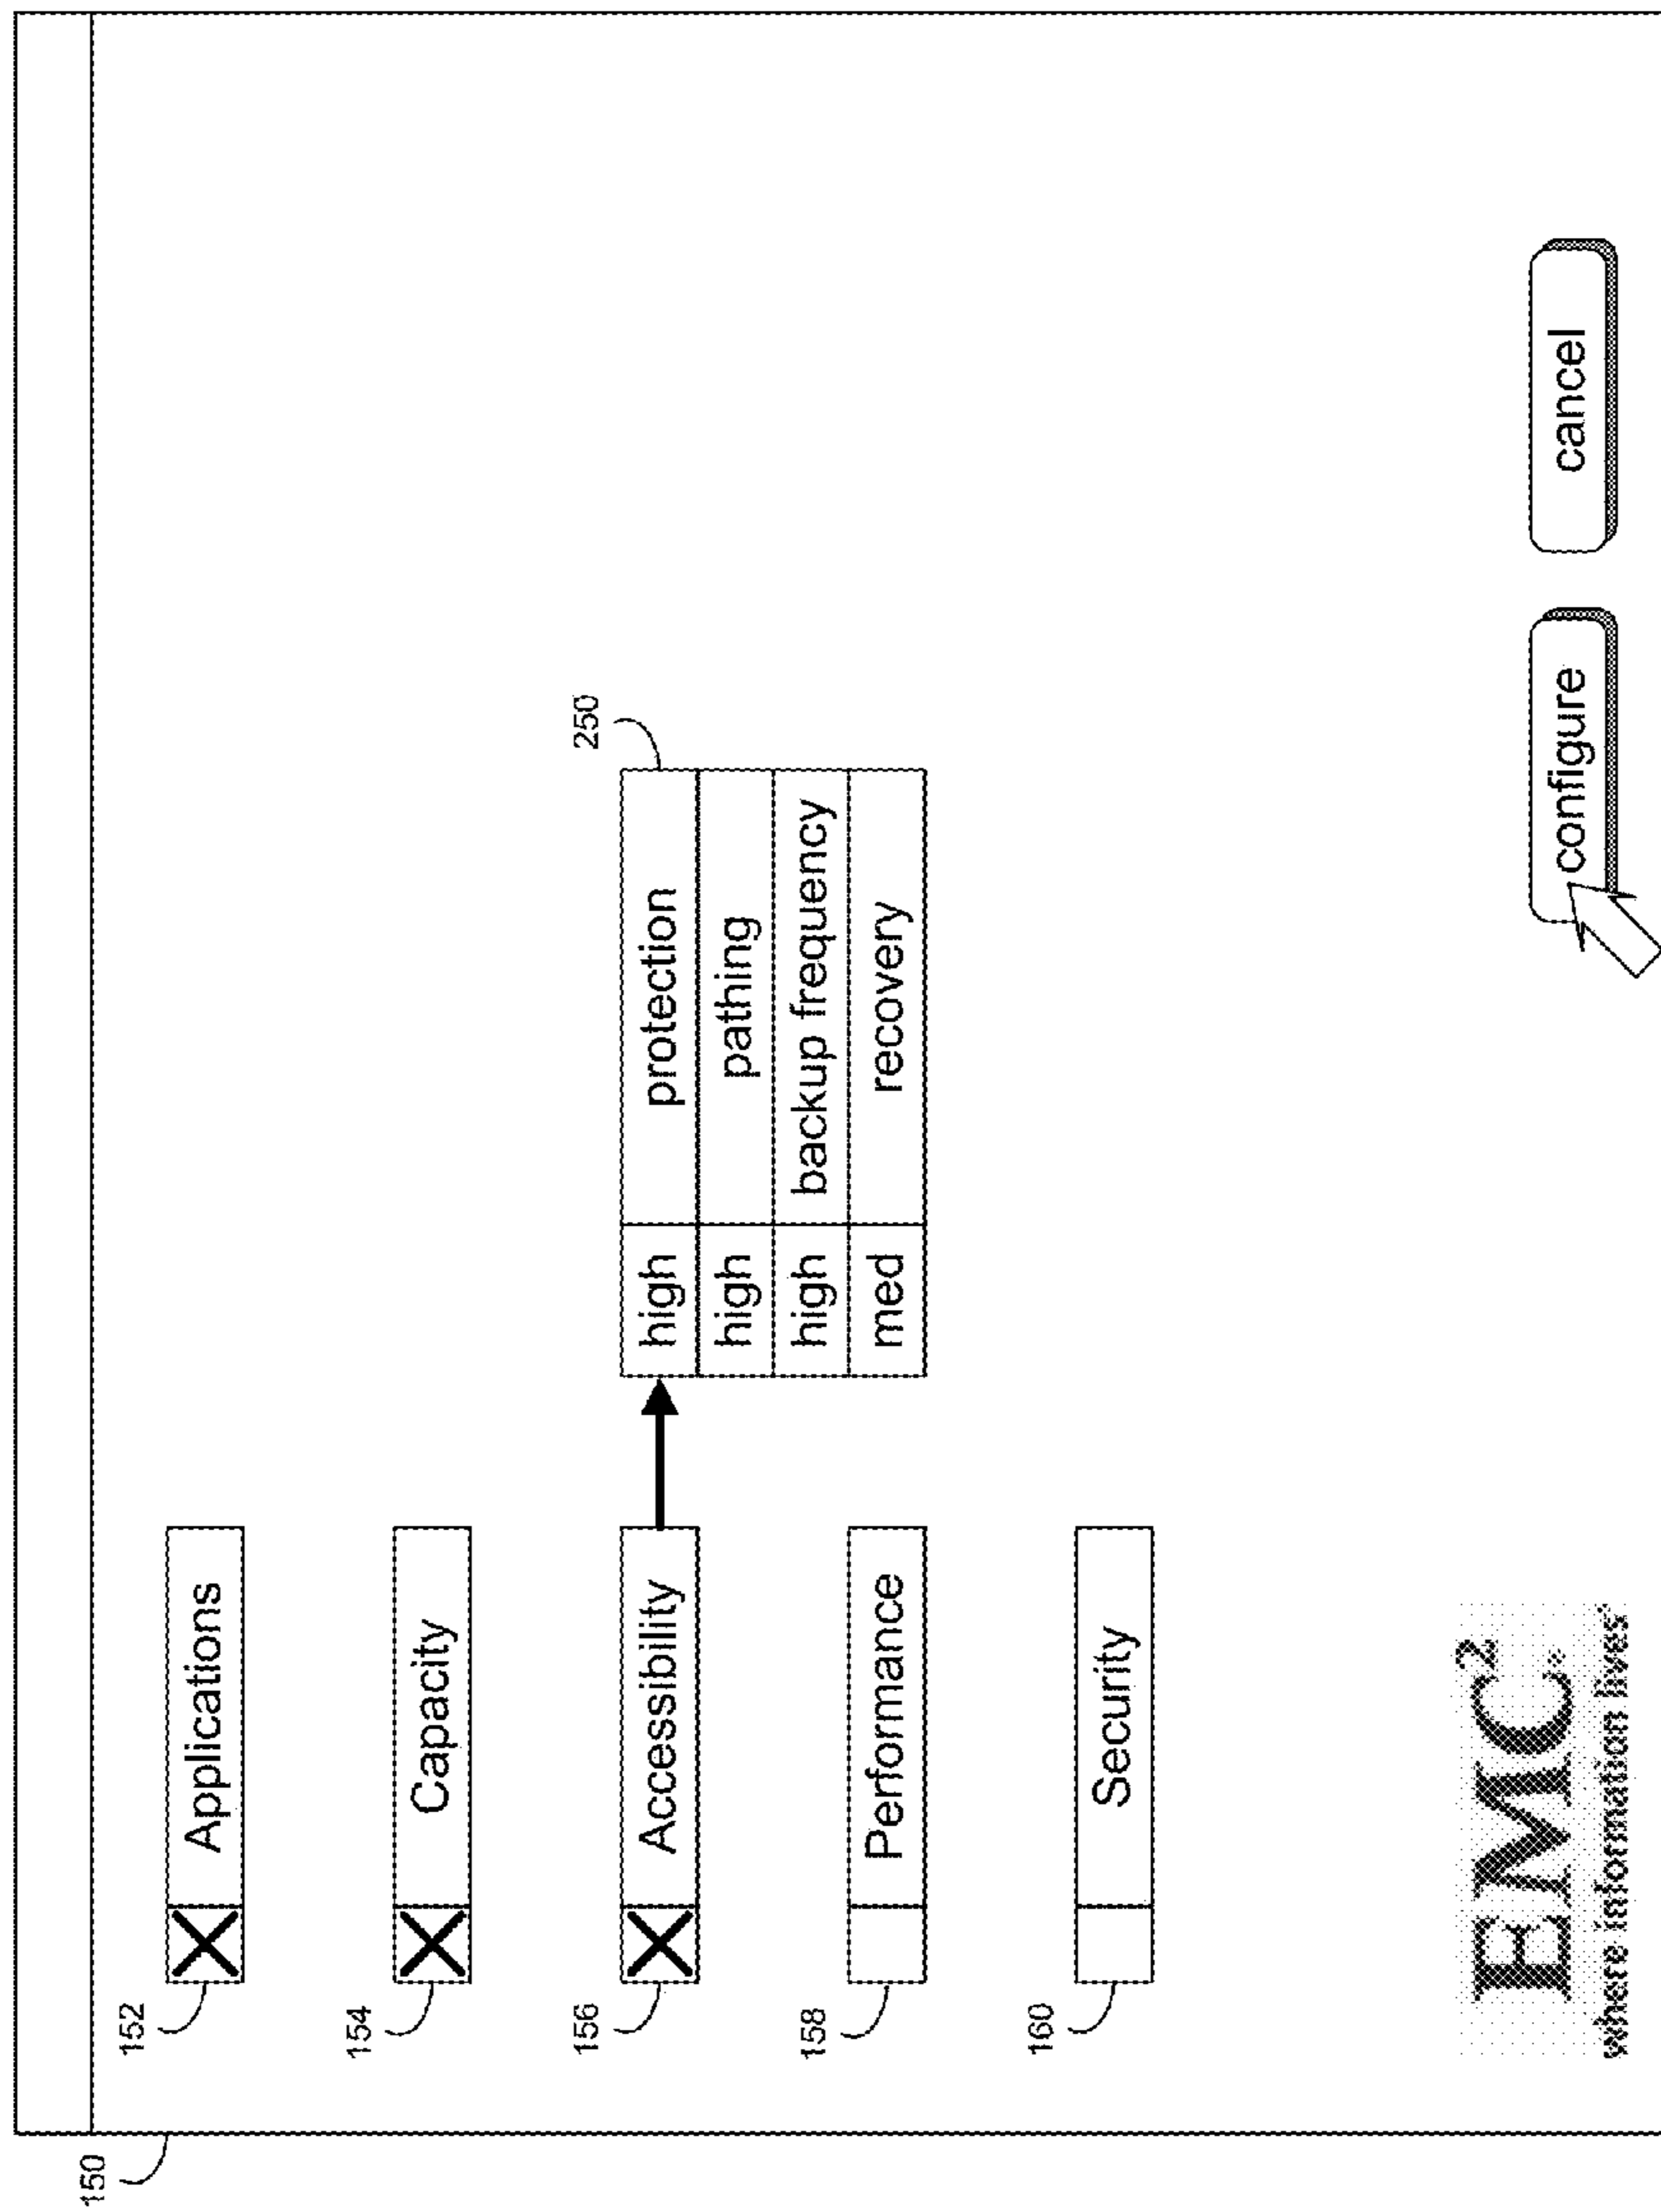 150
152
Applications
154
Capacity
156
Accessibility
250
high protection
high pathing
high backup frequency
med recovery
158
Performance
160
Security
EMC²
where information lives
configure
cancel